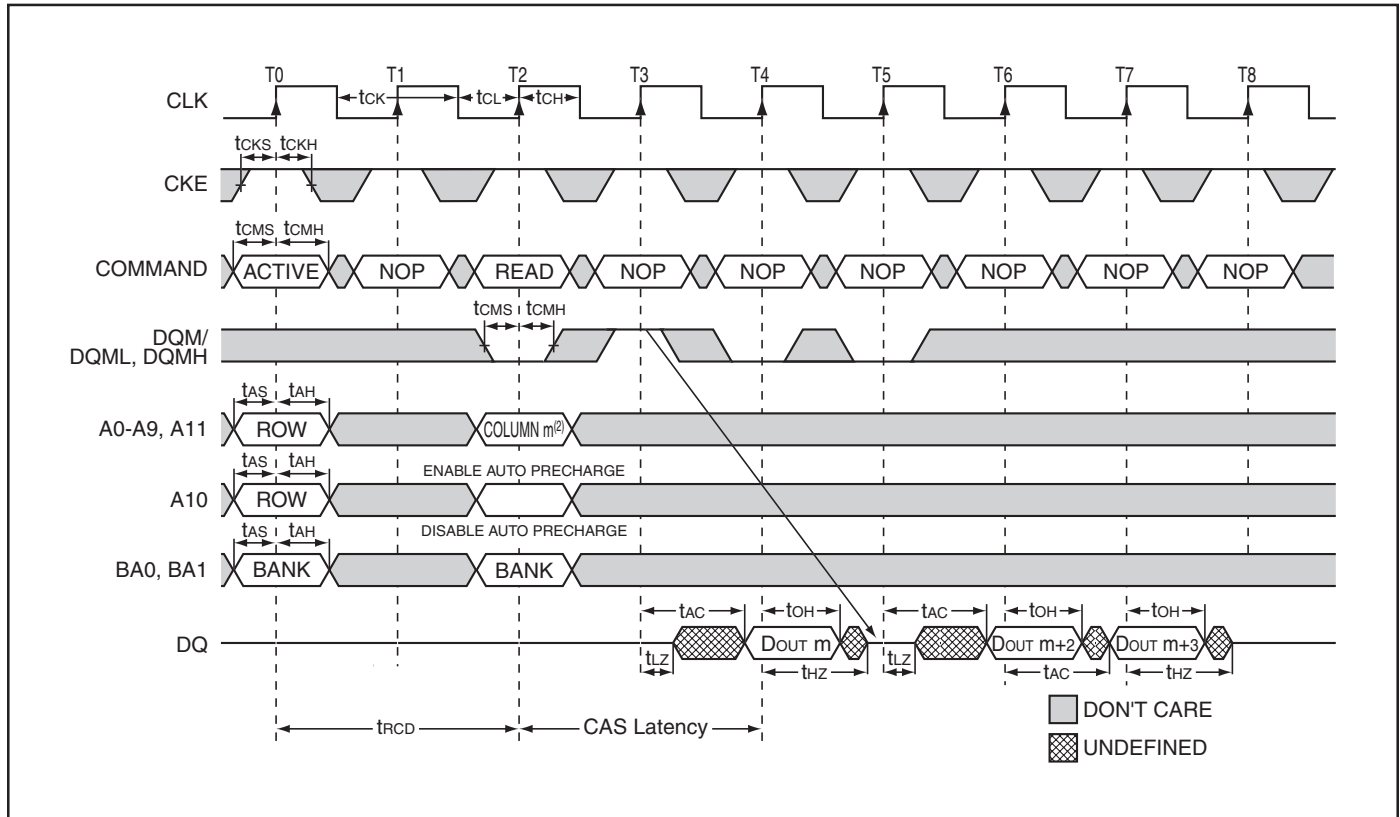 T0 T1 T2 T3 T4 T5 T6 T7 T8
CLK
tCK tCL tCH
tCKS tCKH
CKE
tCMS tCMH
COMMAND ACTIVE NOP READ NOP NOP NOP NOP NOP NOP
tCMS tCMH
DQM/
DQML, DQMH
tAS tAH
A0-A9, A11 ROW COLUMN m(2)
tAS tAH ENABLE AUTO PRECHARGE
A10 ROW
tAS tAH DISABLE AUTO PRECHARGE
BA0, BA1 BANK BANK
tAC tOH tAC tOH tOH
DQ DOUT m DOUT m+2 DOUT m+3
tLZ tHZ tLZ tAC tHZ
DON'T CARE
tRCD CAS Latency
UNDEFINED